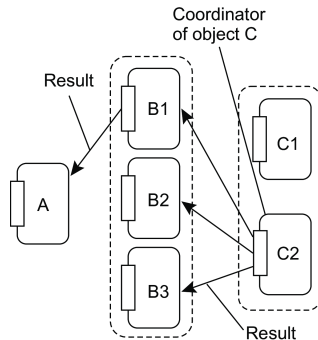 Coordinator
of object C
Result
B1
C1
A
B2
C2
B3
Result